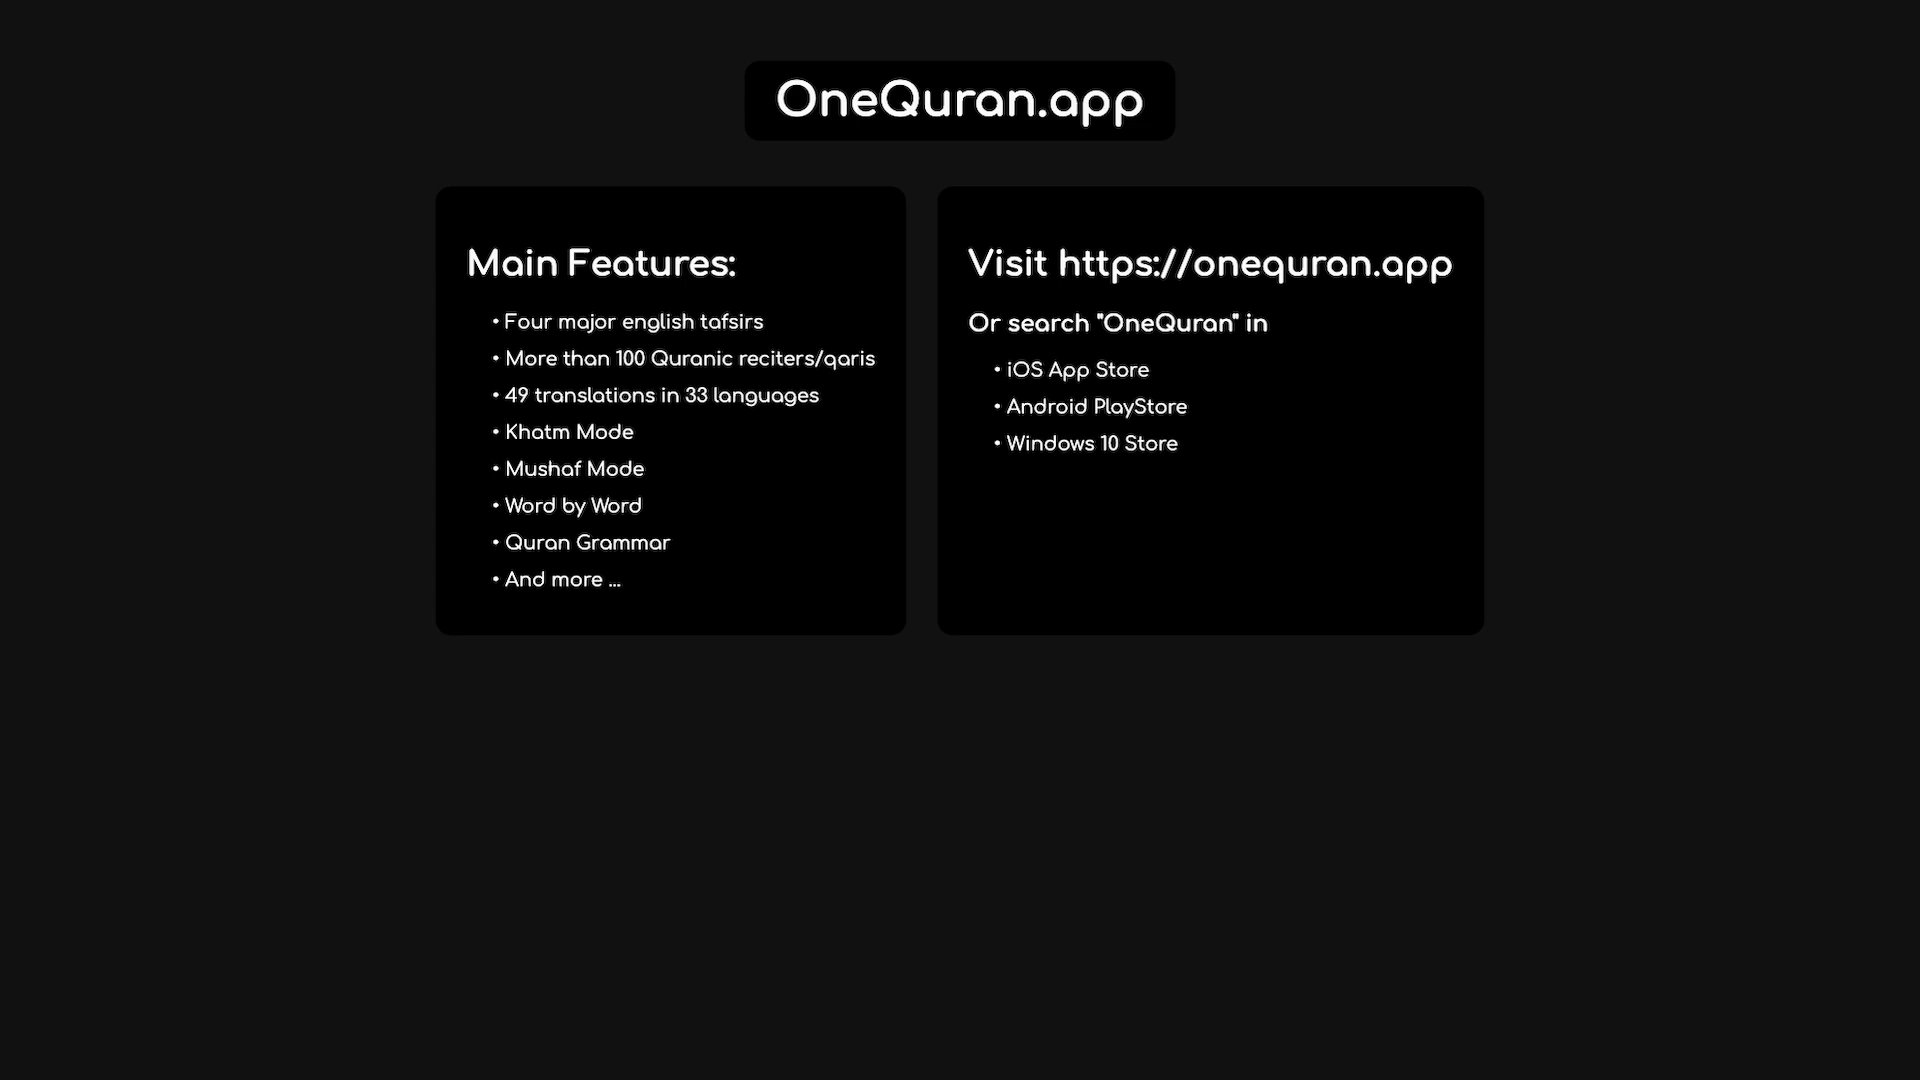 OneQuran.app
Main Features:
• Four major english tafsirs
• More than 100 Quranic reciters/qaris
• 49 translations in 33 languages
• Khatm Mode
• Mushaf Mode
• Word by Word
• Quran Grammar
• And more ...
Visit https://onequran.app
Or search "OneQuran" in
• iOS App Store
• Android PlayStore
• Windows 10 Store